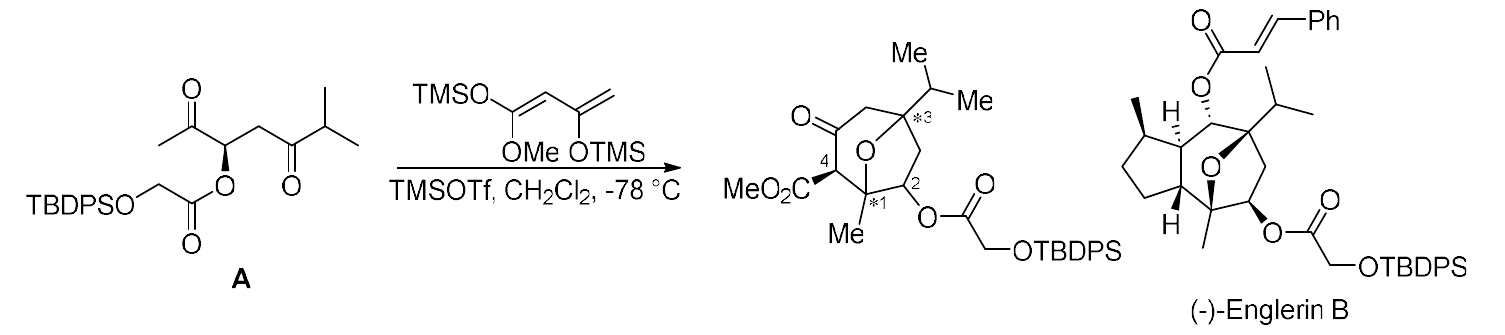 O
O
O
O
TBDPSO
A
TMSO
OMe OTMS
TMSOTf, CH2Cl2, -78 °C
Me
Me
*3
O
O
4
MeO2C
*1
2
Me
O
O
OTBDPS
O
Ph
O
H
O
H
O
O
OTBDPS
(-)-Englerin B